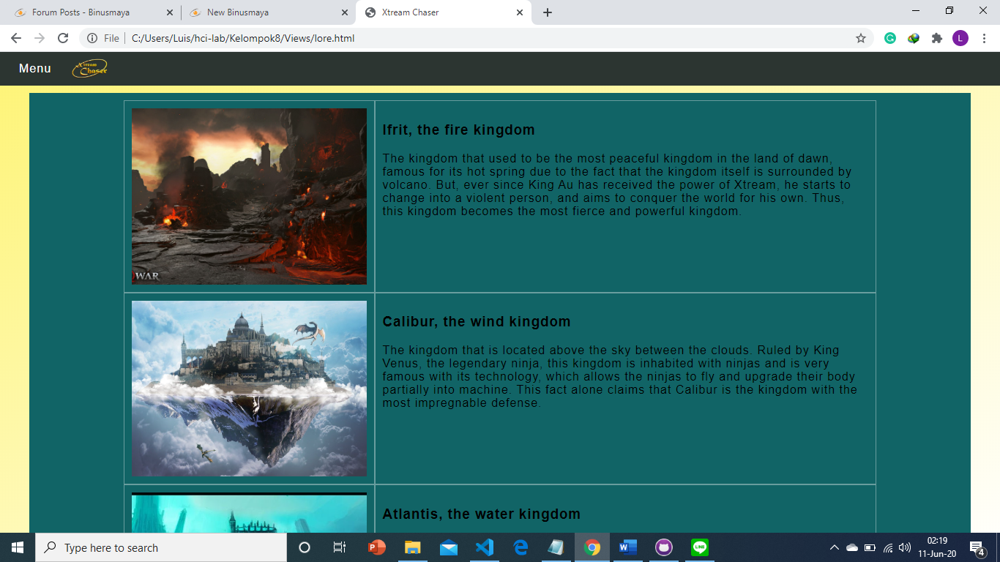 Forum Posts - Binusmaya
New Binusmaya
Xtream Chaser
File
C:/Users/Luis/hci-lab/Kelompok8/Views/lore.html
L
Menu
Xtream
Chaser
Ifrit, the fire kingdom
The kingdom that used to be the most peaceful kingdom in the land of dawn,
famous for its hot spring due to the fact that the kingdom itself is surrounded by
volcano. But, ever since King Au has received the power of Xtream, he starts to
change into a violent person, and aims to conquer the world for his own. Thus,
this kingdom becomes the most fierce and powerful kingdom.
WAR
Calibur, the wind kingdom
The kingdom that is located above the sky between the clouds. Ruled by King
Venus, the legendary ninja, this kingdom is inhabited with ninjas and is very
famous with its technology, which allows the ninjas to fly and upgrade their body
partially into machine. This fact alone claims that Calibur is the kingdom with the
most impregnable defense.
Atlantis, the water kingdom
Type here to search
02:19
11-Jun-20
4